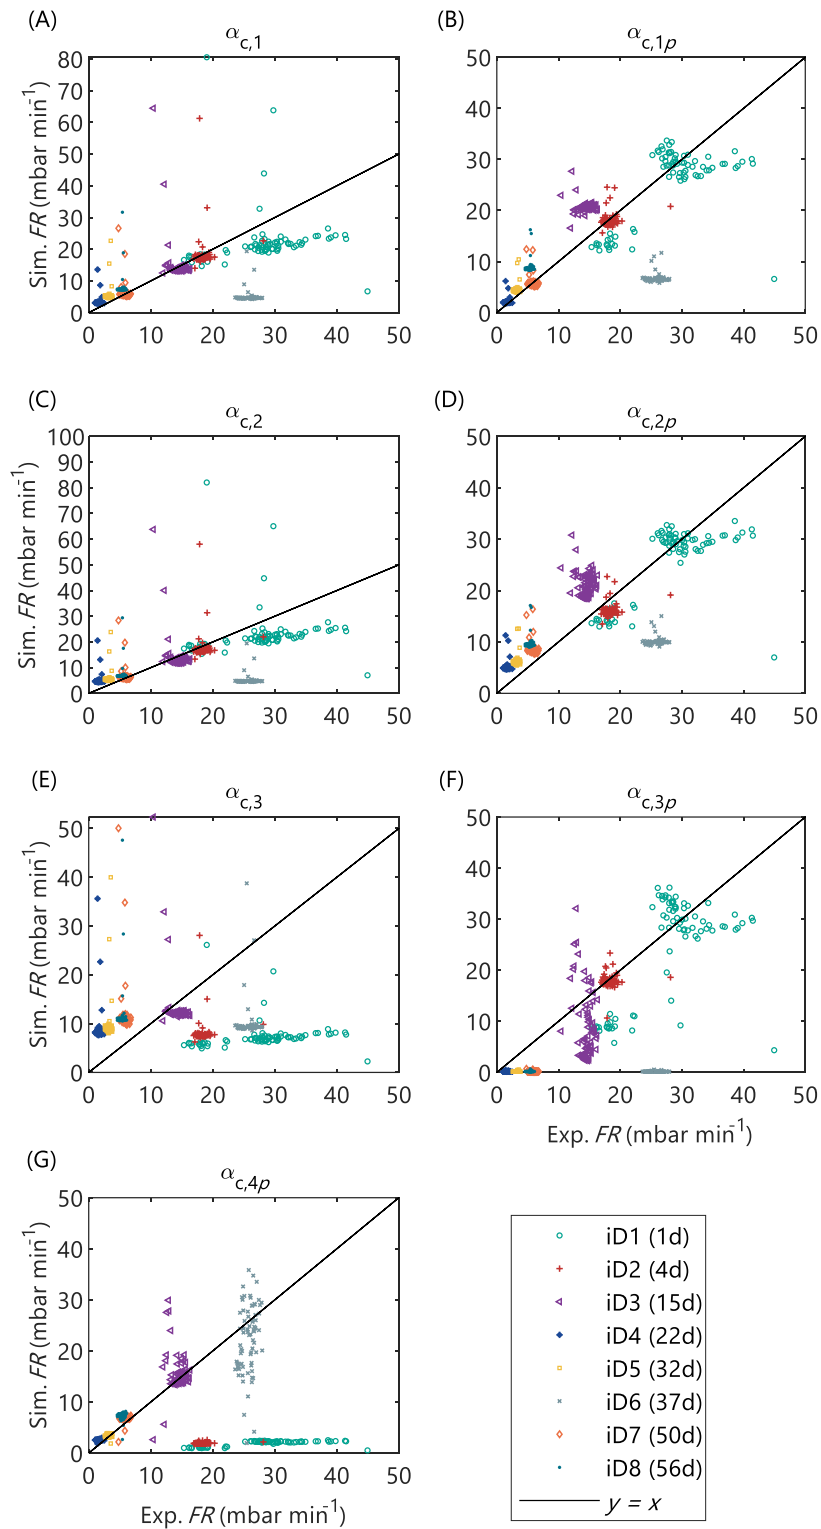 (A)
α c,1
Sim. FR (mbar min⁻¹)
80
70
60
50
40
30
20
10
0
0 10 20 30 40 50
(B)
α c,1p
50
40
30
20
10
0
0 10 20 30 40 50
(C)
α c,2
Sim. FR (mbar min⁻¹)
100
90
80
70
60
50
40
30
20
10
0
0 10 20 30 40 50
(D)
α c,2p
50
40
30
20
10
0
0 10 20 30 40 50
(E)
α c,3
Sim. FR (mbar min⁻¹)
50
40
30
20
10
0
0 10 20 30 40 50
(F)
α c,3p
50
40
30
20
10
0
0 10 20 30 40 50
Exp. FR (mbar min⁻¹)
(G)
α c,4p
Sim. FR (mbar min⁻¹)
50
40
30
20
10
0
0 10 20 30 40 50
Exp. FR (mbar min⁻¹)
iD1 (1d)
iD2 (4d)
iD3 (15d)
iD4 (22d)
iD5 (32d)
iD6 (37d)
iD7 (50d)
iD8 (56d)
y = x